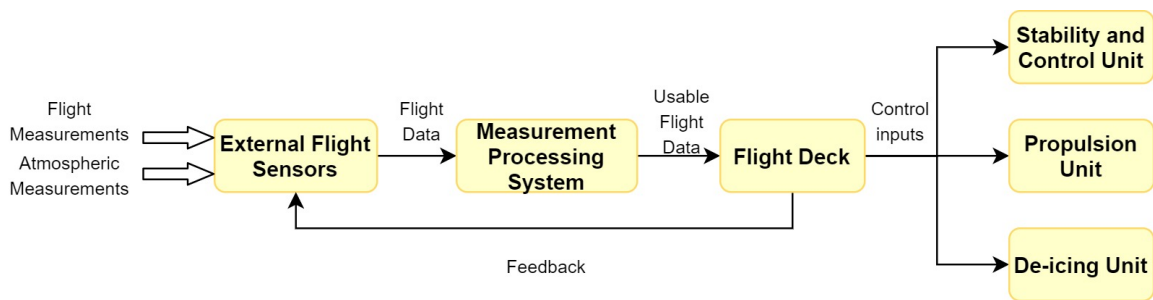 Flight
Measurements
Atmospheric
Measurements
External Flight
Sensors
Flight
Data
Measurement
Processing
System
Usable
Flight
Data
Flight Deck
Control
inputs
Stability and
Control Unit
Propulsion
Unit
De-icing Unit
Feedback